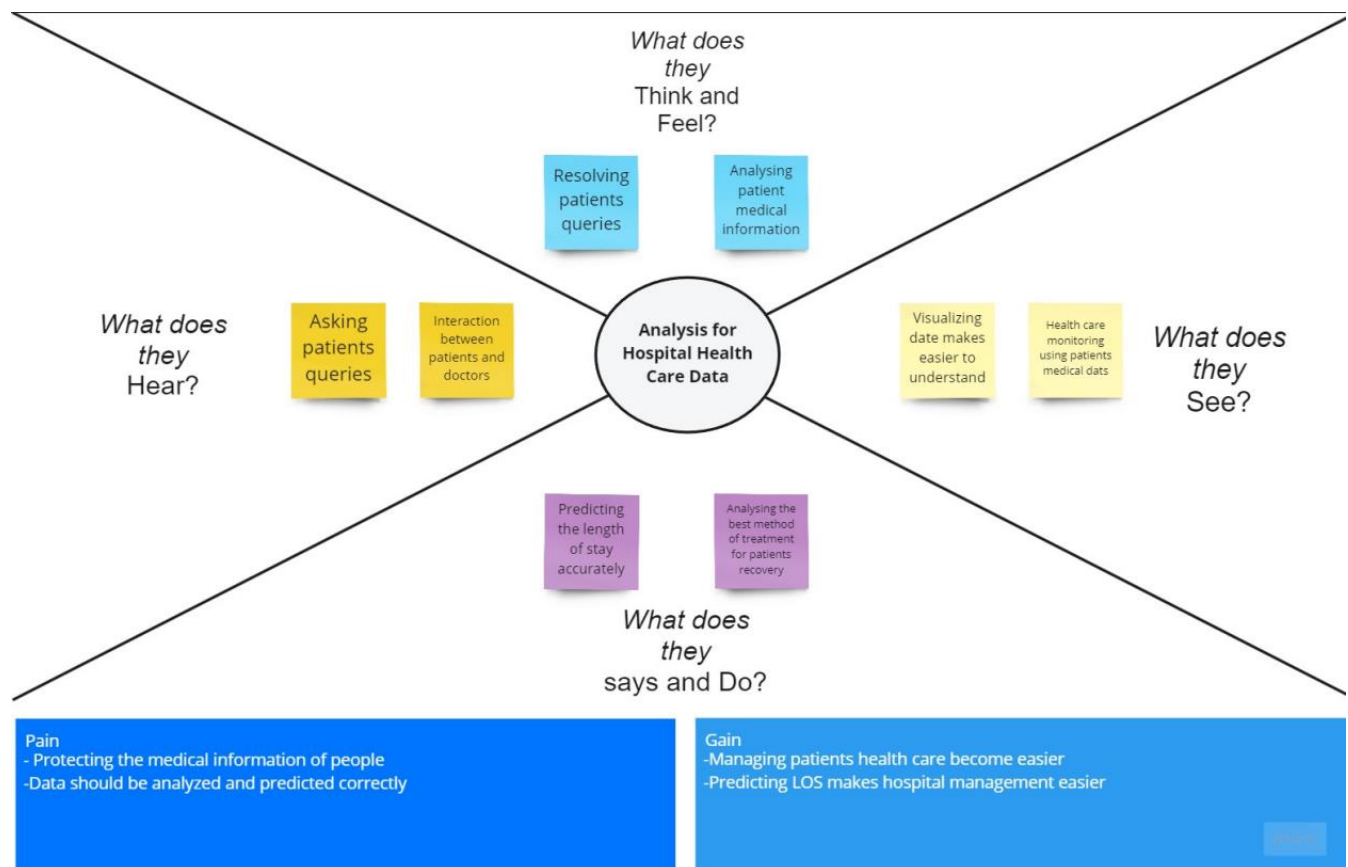 What does
they
Think and
Feel?
Resolving
patients
queries
Analysing
patient
medical
information
What does
they
Hear?
Asking
patients
queries
Interaction
between
patients and
doctors
Analysis for
Hospital Health
Care Data
Visualizing
date makes
easier to
understand
Health care
monitoring
using patients
medical dats
What does
they
See?
Predicting
the length
of stay
accurately
Analysing the
best method
of treatment
for patients
recovery
What does
they
says and Do?
Pain
- Protecting the medical information of people
-Data should be analyzed and predicted correctly
Gain
-Managing patients health care become easier
-Predicting LOS makes hospital management easier